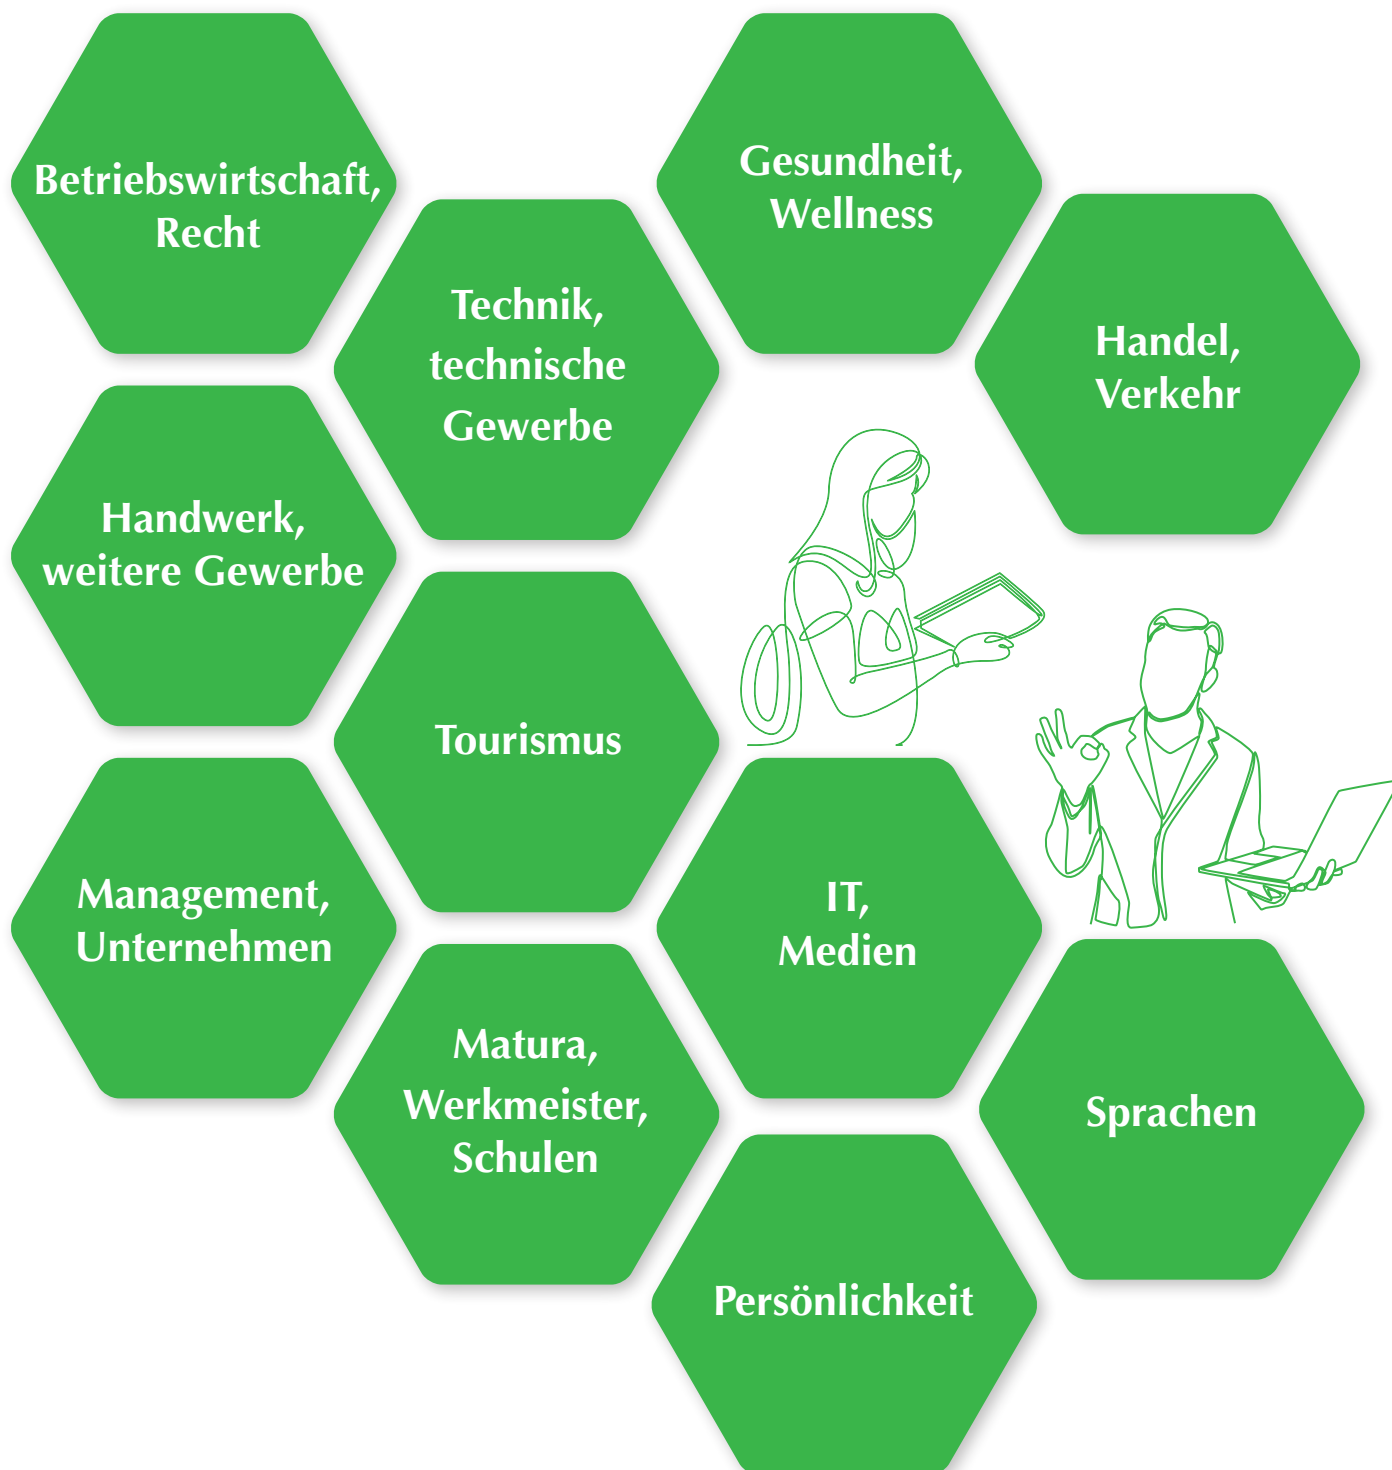 Betriebswirtschaft,
Recht
Gesundheit,
Wellness
Technik,
technische
Gewerbe
Handel,
Verkehr
Handwerk,
weitere Gewerbe
Tourismus
Management,
Unternehmen
IT,
Medien
Matura,
Werkmeister,
Schulen
Sprachen
Persönlichkeit